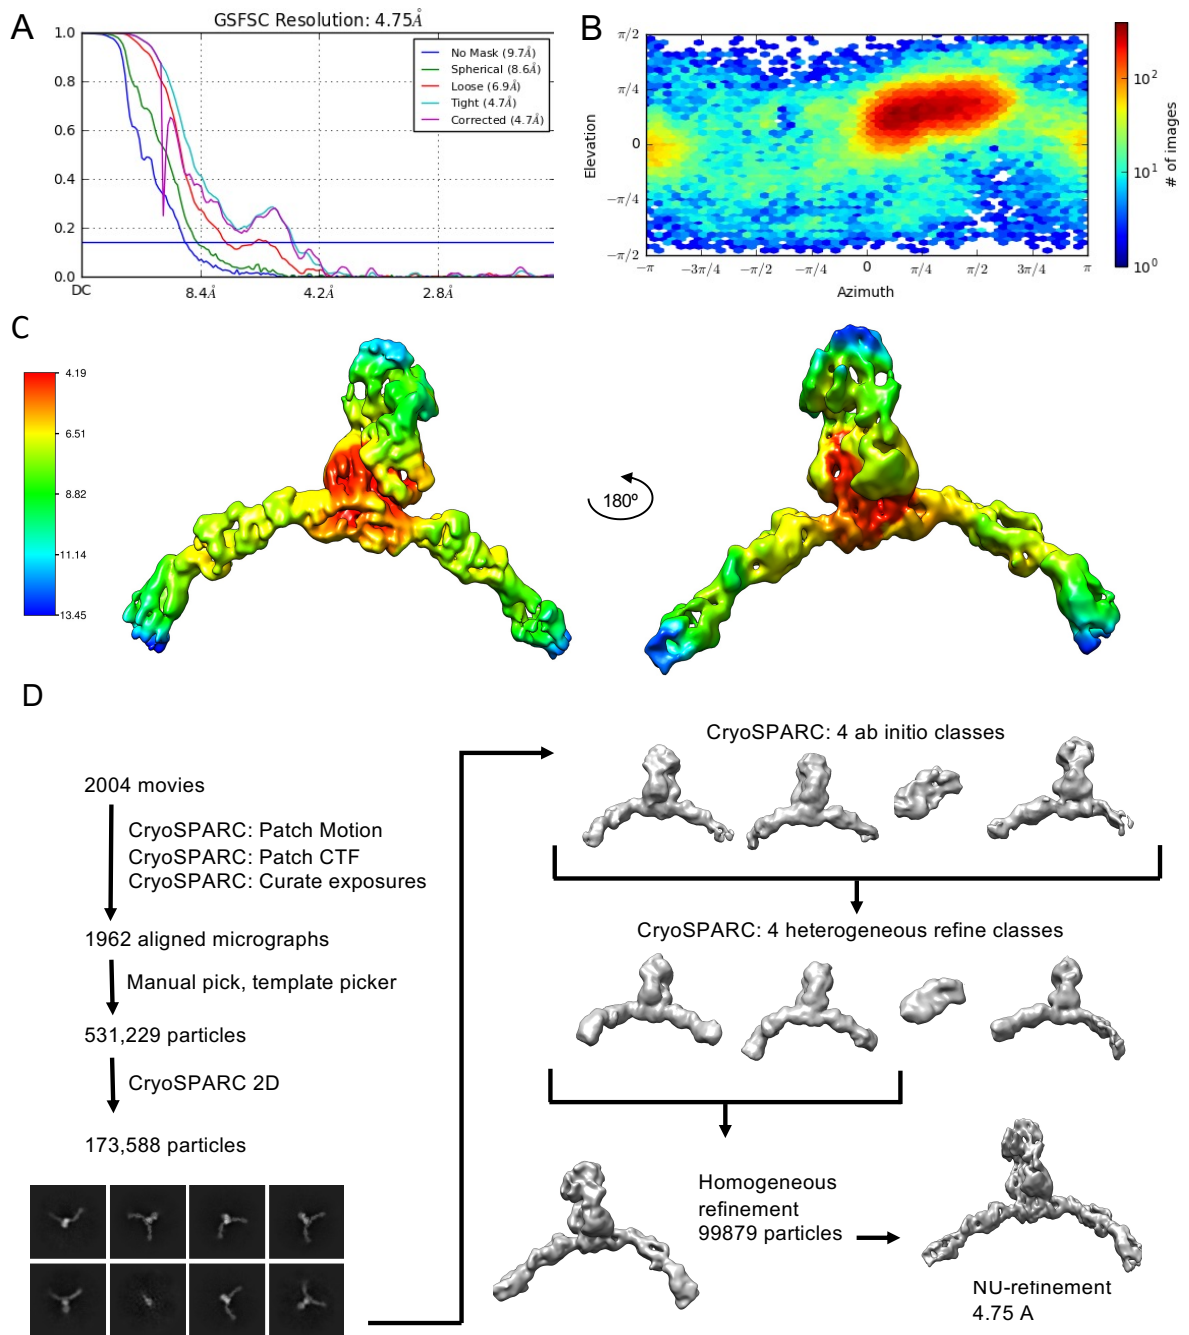 A
GSFSC Resolution: 4.75Å
1.0
0.8
0.6
0.4
0.2
0.0
DC
8.4Å
4.2Å
2.8Å
No Mask (9.7Å)
Spherical (8.6Å)
Loose (6.9Å)
Tight (4.7Å)
Corrected (4.7Å)
B
π/2
π/4
0
−π/4
−π/2
Elevation
−π
−3π/4
−π/2
−π/4
0
π/4
π/2
3π/4
π
Azimuth
10²
10¹
10⁰
# of images
C
4.19
6.51
8.82
11.14
13.45
180º
D
2004 movies
CryoSPARC: Patch Motion
CryoSPARC: Patch CTF
CryoSPARC: Curate exposures
1962 aligned micrographs
Manual pick, template picker
531,229 particles
CryoSPARC 2D
173,588 particles
CryoSPARC: 4 ab initio classes
CryoSPARC: 4 heterogeneous refine classes
Homogeneous
refinement
99879 particles
NU-refinement
4.75 A